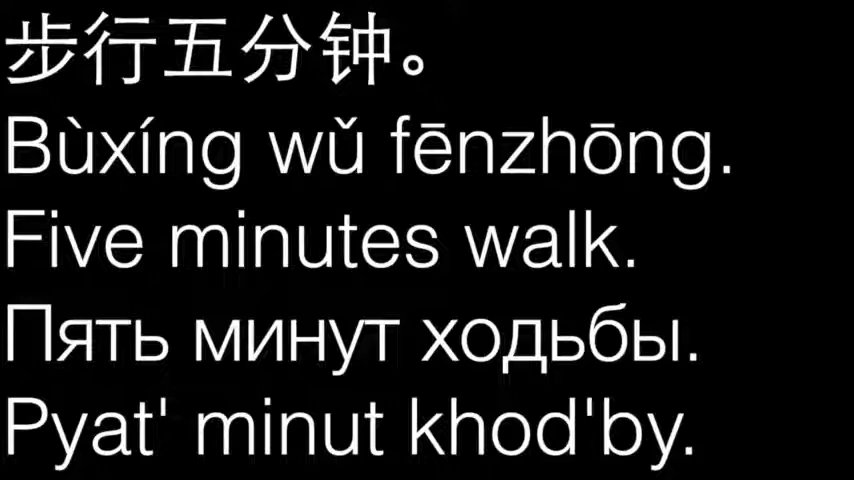 步行五分钟。
Bùxíng wǔ fēnzhōng.
Five minutes walk.
Пять минут ходьбы.
Pyat' minut khod'by.